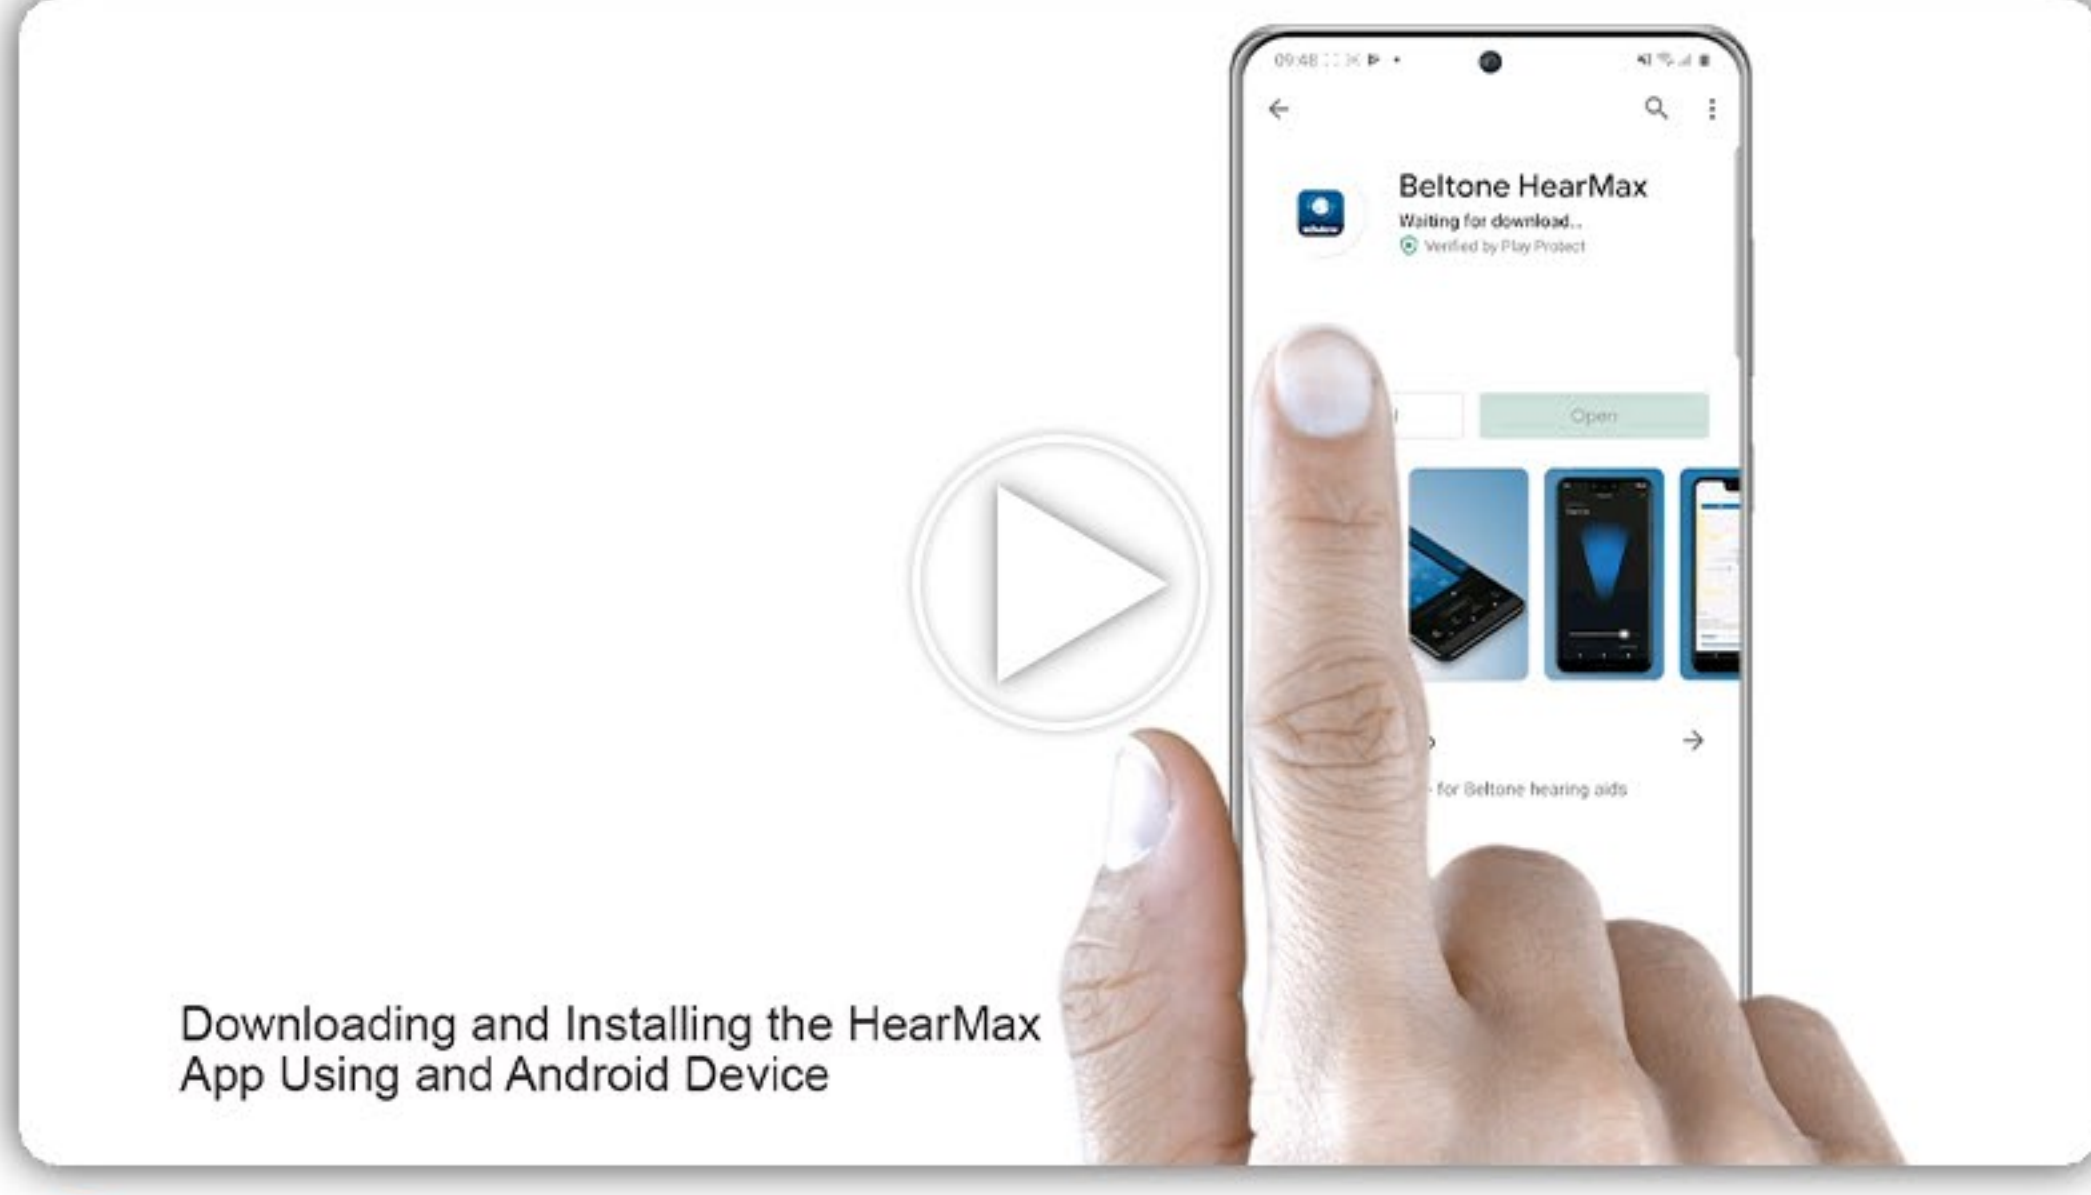 09:48
Beltone HearMax
Waiting for download...
Verified by Play Protect
Open
for Beltone hearing aids
Downloading and Installing the HearMax
App Using and Android Device